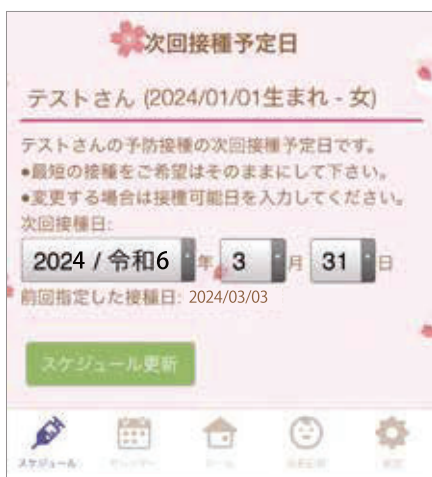 次回接種予定日
テストさん (2024/01/01生まれ - 女)
テストさんの予防接種の次回接種予定日です。
●最短の接種をご希望はそのままにして下さい。
●変更する場合は接種可能日を入力してください。
次回接種日:
2024 / 令和6 年 3 月 31 日
前回指定した接種日: 2024/03/03
スケジュール更新
スケジュール